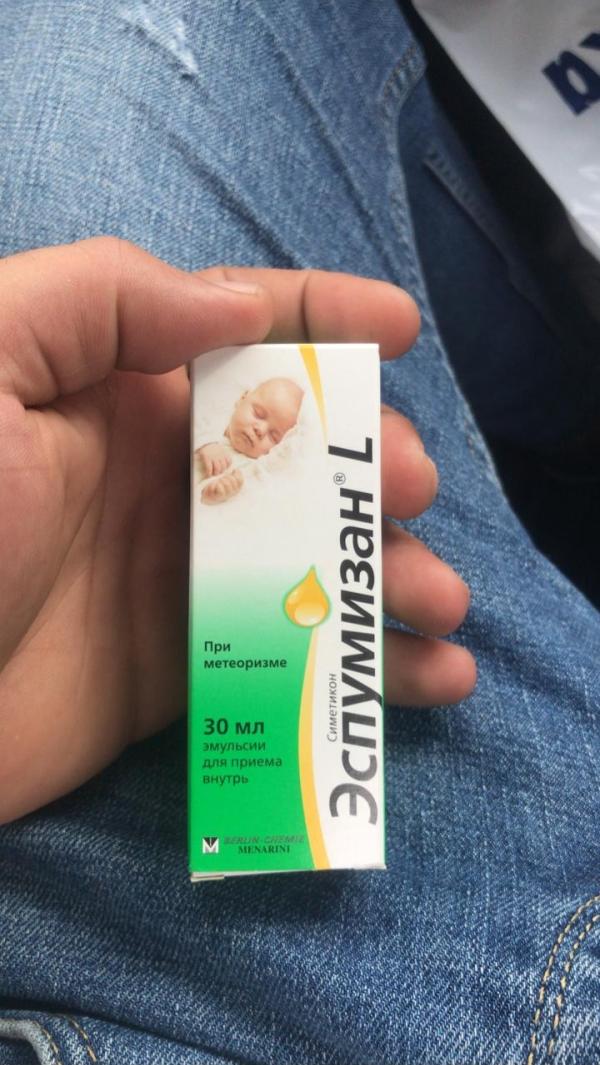 Эспумизан® L
Симетикон
При
метеоризме
30 мл
эмульсии
для приема
внутрь
BERLIN-CHEMIE
MENARINI